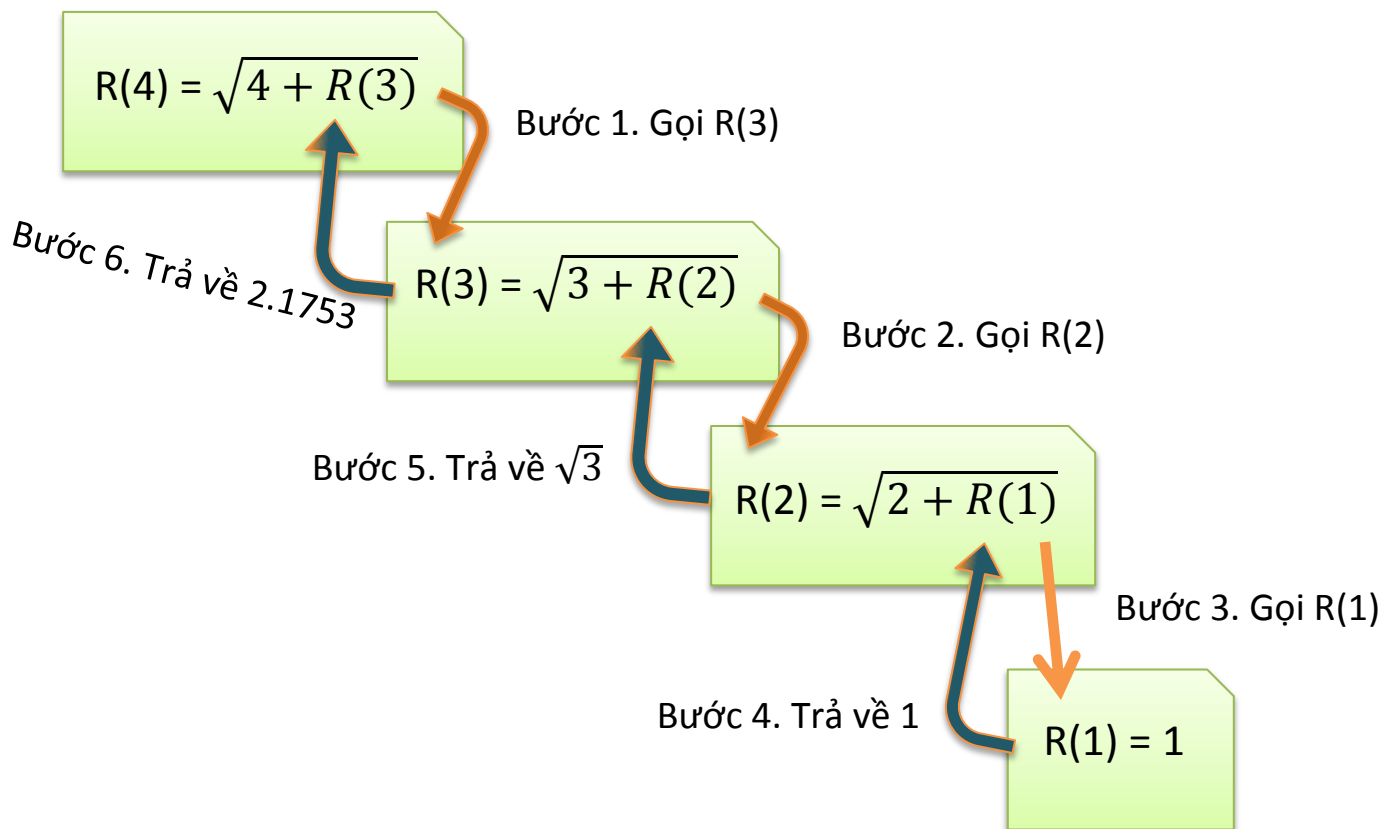 R(4) = √4 + R(3)
Bước 1. Gọi R(3)
Bước 6. Trả về 2.1753
R(3) = √3 + R(2)
Bước 2. Gọi R(2)
Bước 5. Trả về √3
R(2) = √2 + R(1)
Bước 3. Gọi R(1)
Bước 4. Trả về 1
R(1) = 1